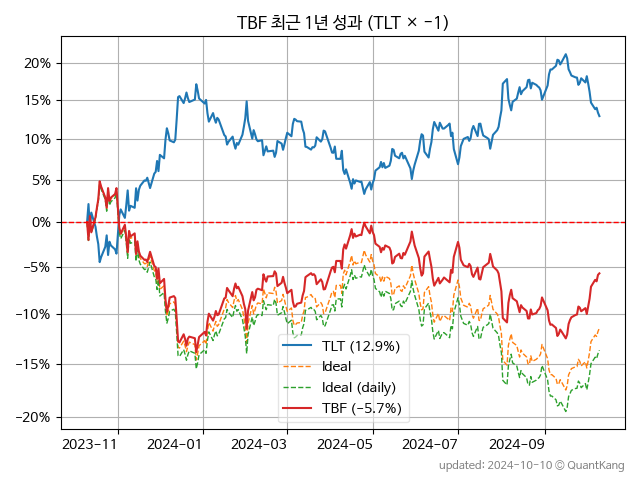 TBF 최근 1년 성과 (TLT × −1)
20%
15%
10%
5%
0%
−5%
−10%
−15%
−20%
TLT (12.9%)
Ideal
Ideal (daily)
TBF (−5.7%)
2023-11 2024-01 2024-03 2024-05 2024-07 2024-09
updated: 2024-10-10 ⓒ QuantKang